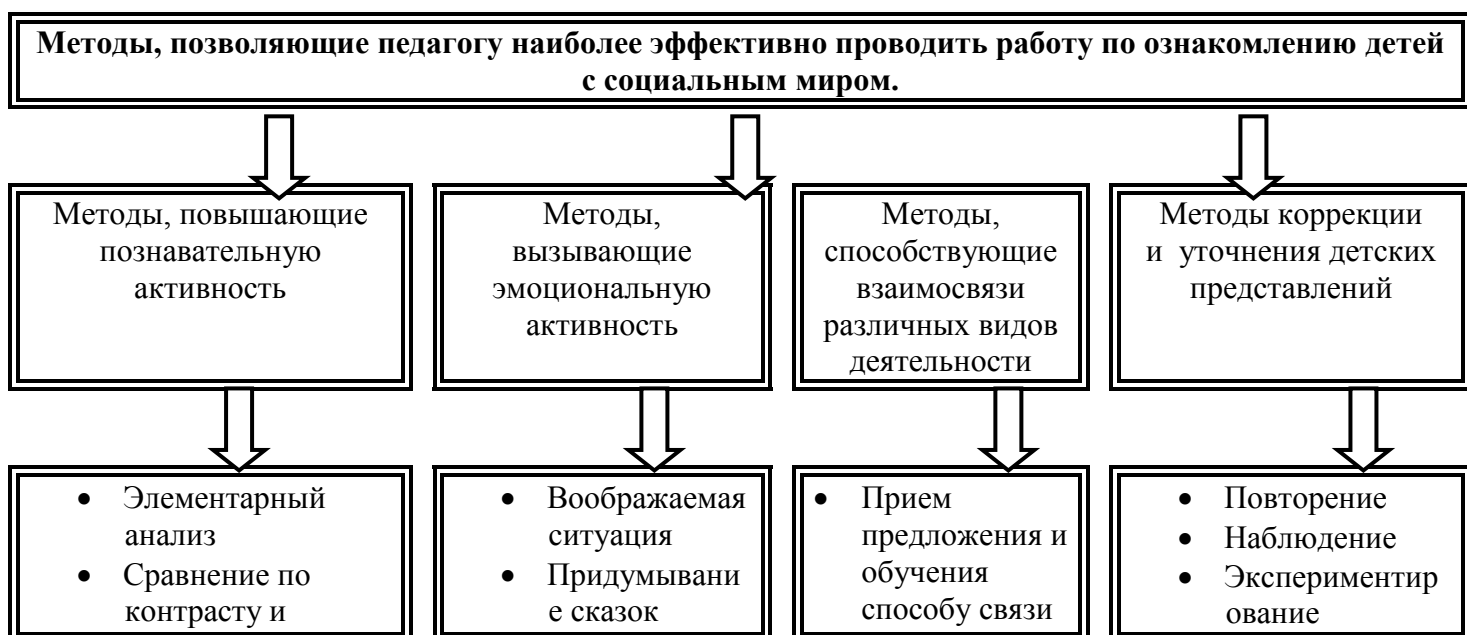 Методы, позволяющие педагогу наиболее эффективно проводить работу по ознакомлению детей
с социальным миром.
Методы, повышающие
познавательную
активность
Методы,
вызывающие
эмоциональную
активность
Методы,
способствующие
взаимосвязи
различных видов
деятельности
Методы коррекции
и уточнения детских
представлений
• Элементарный
анализ
• Сравнение по
контрасту и
• Воображаемая
ситуация
• Придумывани
е сказок
• Прием
предложения и
обучения
способу связи
• Повторение
• Наблюдение
• Экспериментир
ование